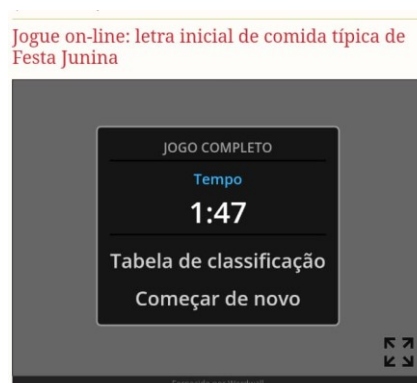 Jogue on-line: letra inicial de comida típica de
Festa Junina
JOGO COMPLETO
Tempo
1:47
Tabela de classificação
Começar de novo